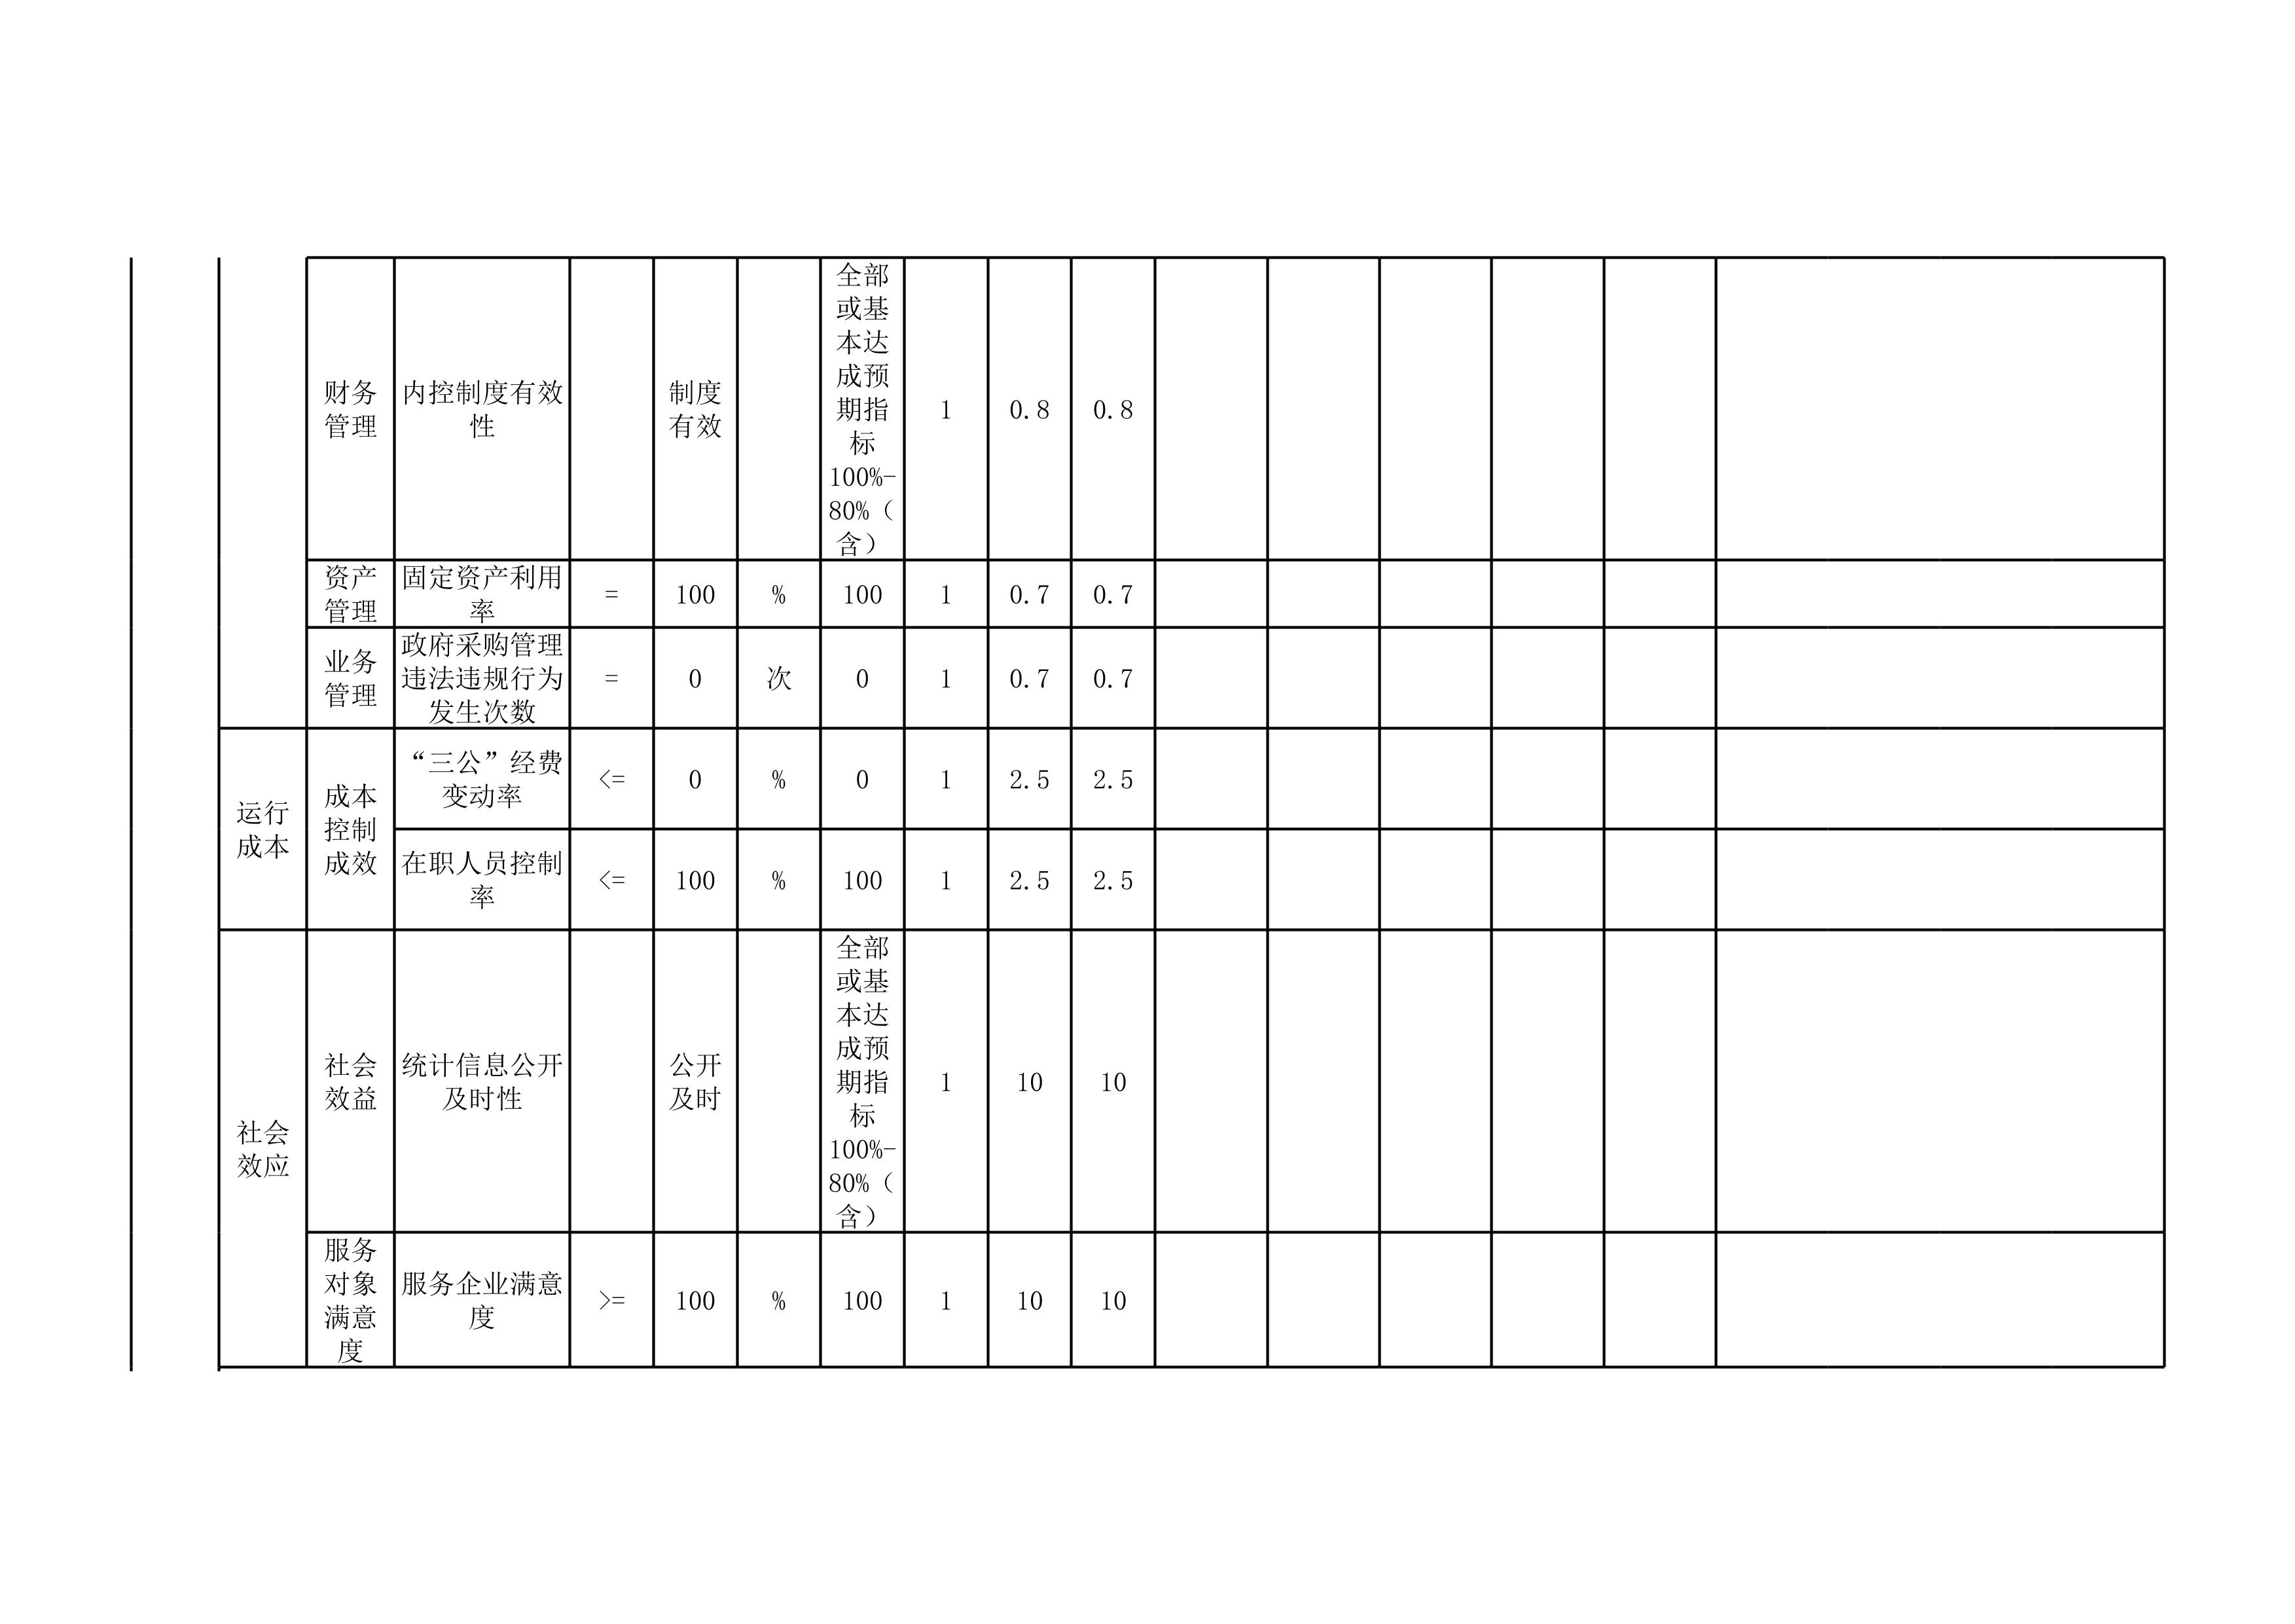 财务
管理
内控制度有效
性
制度
有效
全部
或基
本达
成预
期指
标
100%-
80%（
含）
1
0.8
0.8
资产
管理
固定资产利用
率
=
100
%
100
1
0.7
0.7
业务
管理
政府采购管理
违法违规行为
发生次数
=
0
次
0
1
0.7
0.7
运行
成本
成本
控制
成效
“三公”经费
变动率
<=
0
%
0
1
2.5
2.5
在职人员控制
率
<=
100
%
100
1
2.5
2.5
社会
效应
社会
效益
统计信息公开
及时性
公开
及时
全部
或基
本达
成预
期指
标
100%-
80%（
含）
1
10
10
服务
对象
满意
度
服务企业满意
度
>=
100
%
100
1
10
10